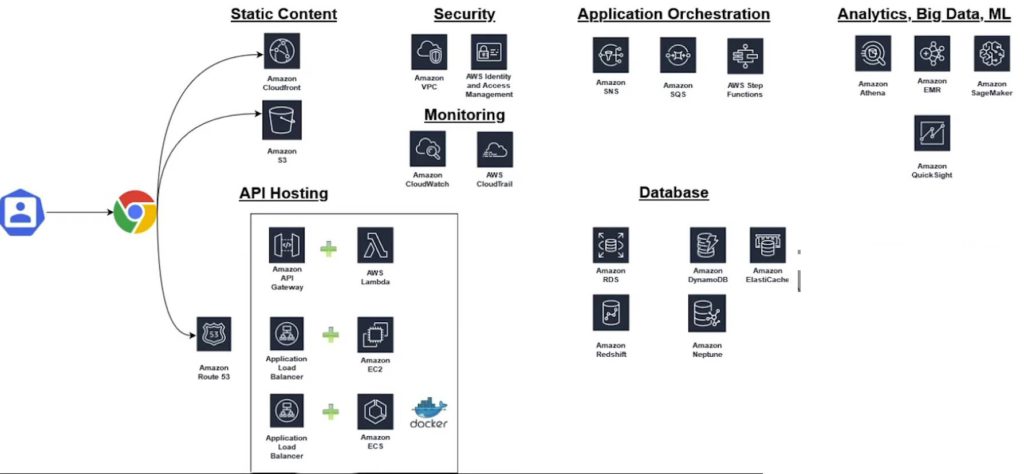 Static Content
Amazon
Cloudfront
Amazon
S3
Security
Amazon
VPC
AWS Identity
and Access
Management
Monitoring
Amazon
CloudWatch
AWS
CloudTrail
Application Orchestration
Amazon
SNS
Amazon
SQS
AWS Step
Functions
Analytics, Big Data, ML
Amazon
Athena
Amazon
EMR
Amazon
SageMaker
Amazon
QuickSight
API Hosting
Amazon
API
Gateway
AWS
Lambda
53
Amazon
Route 53
Application
Load
Balancer
Amazon
EC2
Application
Load
Balancer
Amazon
ECS
docker
Database
Amazon
RDS
Amazon
DynamoDB
Amazon
ElastiCache
Amazon
Redshift
Amazon
Neptune